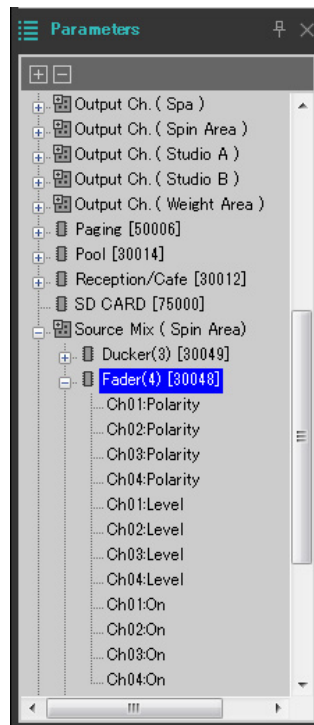 Parameters
Output Ch. ( Spa )
Output Ch. ( Spin Area )
Output Ch. ( Studio A )
Output Ch. ( Studio B )
Output Ch. ( Weight Area )
Paging [50006]
Pool [30014]
Reception/Cafe [30012]
SD CARD [75000]
Source Mix ( Spin Area)
Ducker(3) [30049]
Fader(4) [30048]
Ch01:Polarity
Ch02:Polarity
Ch03:Polarity
Ch04:Polarity
Ch01:Level
Ch02:Level
Ch03:Level
Ch04:Level
Ch01:On
Ch02:On
Ch03:On
Ch04:On